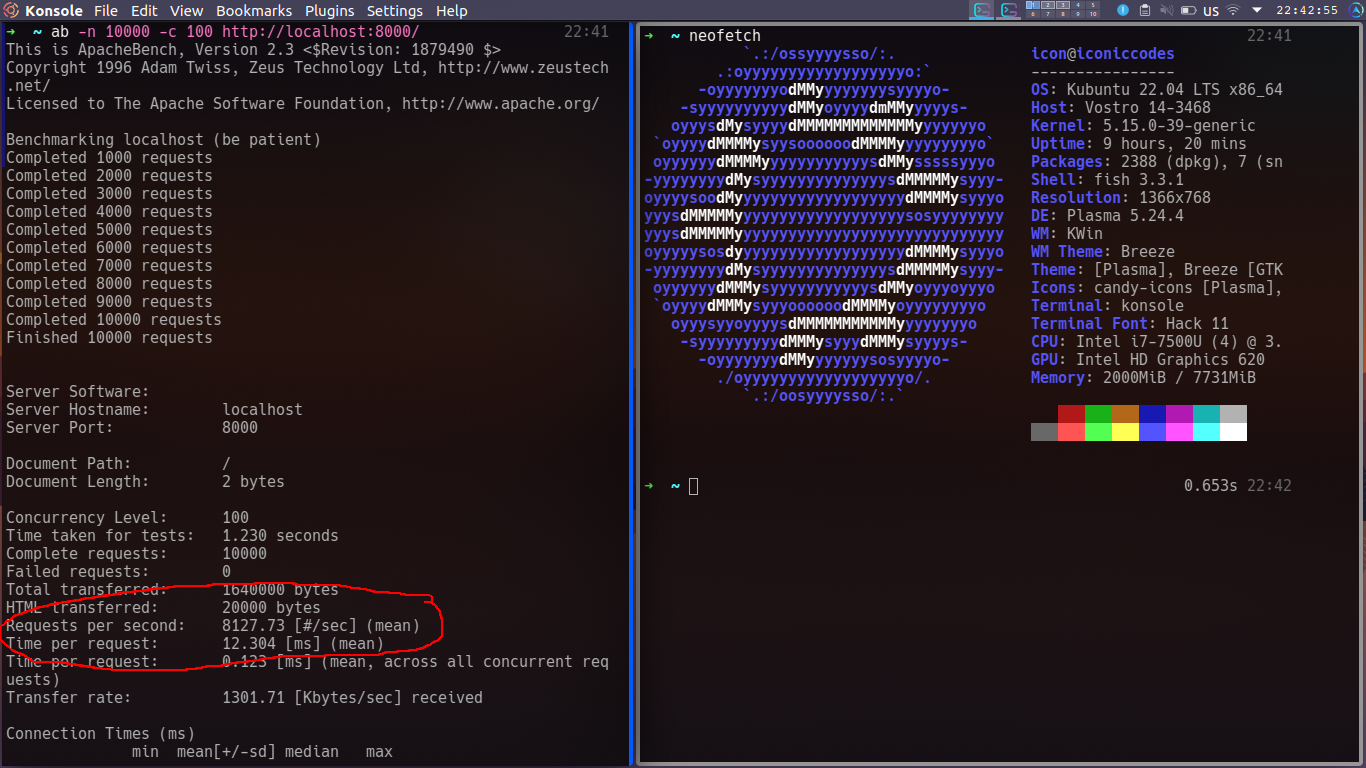 Konsole File Edit View Bookmarks Plugins Settings Help
us 22:42:55
➜ ~ ab -n 10000 -c 100 http://localhost:8000/ 22:41
This is ApacheBench, Version 2.3 <$Revision: 1879490 $>
Copyright 1996 Adam Twiss, Zeus Technology Ltd, http://www.zeustech
.net/
Licensed to The Apache Software Foundation, http://www.apache.org/
Benchmarking localhost (be patient)
Completed 1000 requests
Completed 2000 requests
Completed 3000 requests
Completed 4000 requests
Completed 5000 requests
Completed 6000 requests
Completed 7000 requests
Completed 8000 requests
Completed 9000 requests
Completed 10000 requests
Finished 10000 requests
Server Software:
Server Hostname: localhost
Server Port: 8000
Document Path: /
Document Length: 2 bytes
Concurrency Level: 100
Time taken for tests: 1.230 seconds
Complete requests: 10000
Failed requests: 0
Total transferred: 1640000 bytes
HTML transferred: 20000 bytes
Requests per second: 8127.73 [#/sec] (mean)
Time per request: 12.304 [ms] (mean)
Time per request: 0.123 [ms] (mean, across all concurrent req
uests)
Transfer rate: 1301.71 [Kbytes/sec] received
Connection Times (ms)
min mean[+/-sd] median max
➜ ~ neofetch 22:41
icon@iconiccodes
----------------
OS: Kubuntu 22.04 LTS x86_64
Host: Vostro 14-3468
Kernel: 5.15.0-39-generic
Uptime: 9 hours, 20 mins
Packages: 2388 (dpkg), 7 (sn
Shell: fish 3.3.1
Resolution: 1366x768
DE: Plasma 5.24.4
WM: KWin
WM Theme: Breeze
Theme: [Plasma], Breeze [GTK
Icons: candy-icons [Plasma],
Terminal: konsole
Terminal Font: Hack 11
CPU: Intel i7-7500U (4) @ 3.
GPU: Intel HD Graphics 620
Memory: 2000MiB / 7731MiB
➜ ~ 0.653s 22:42